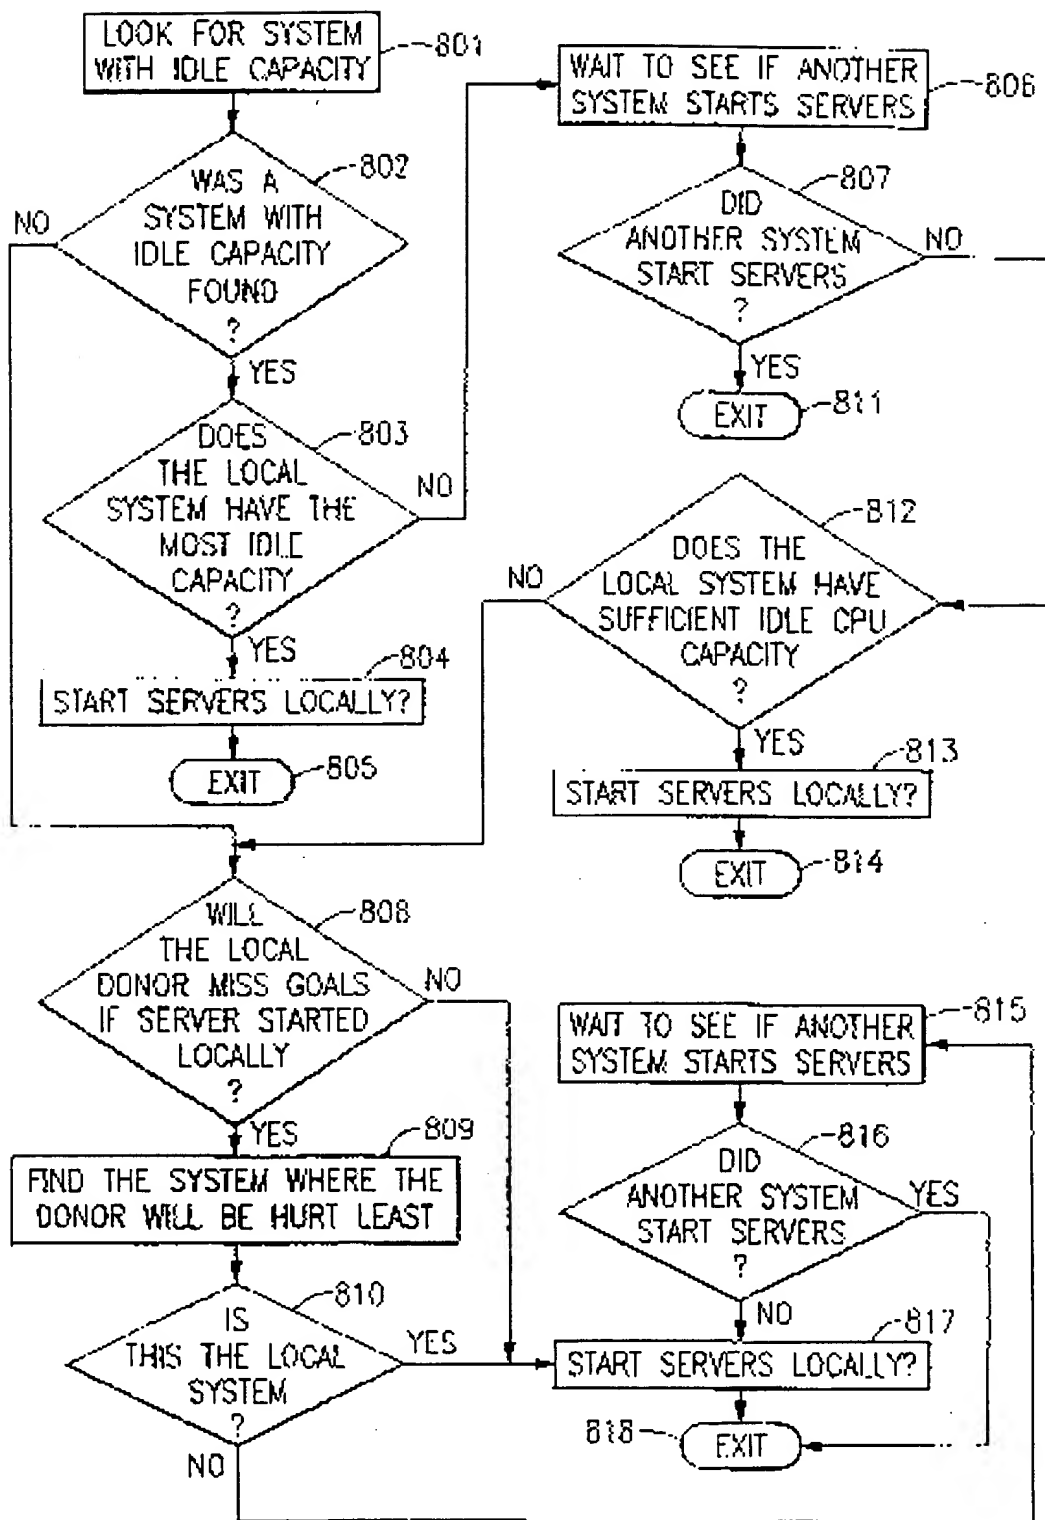 LOOK FOR SYSTEM
WITH IDLE CAPACITY
801
802
WAS A
SYSTEM WITH
IDLE CAPACITY
FOUND
?
NO
YES
803
DOES
THE LOCAL
SYSTEM HAVE THE
MOST IDLE
CAPACITY
?
NO
YES
804
START SERVERS LOCALLY?
EXIT
805
WAIT TO SEE IF ANOTHER
SYSTEM STARTS SERVERS
806
807
DID
ANOTHER SYSTEM
START SERVERS
?
NO
YES
EXIT
811
812
DOES THE
LOCAL SYSTEM HAVE
SUFFICIENT IDLE CPU
CAPACITY
?
NO
YES
813
START SERVERS LOCALLY?
EXIT
814
808
WILL
THE LOCAL
DONOR MISS GOALS
IF SERVER STARTED
LOCALLY
?
NO
YES
809
FIND THE SYSTEM WHERE THE
DONOR WILL BE HURT LEAST
810
IS
THIS THE LOCAL
SYSTEM
?
YES
NO
WAIT TO SEE IF ANOTHER
SYSTEM STARTS SERVERS
815
816
DID
ANOTHER SYSTEM
START SERVERS
?
YES
NO
817
START SERVERS LOCALLY?
818
EXIT